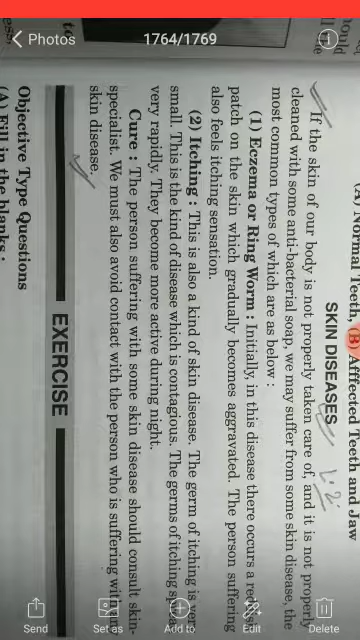 Photos
1764/1769
(A) Normal Teeth, (B) Affected Teeth and Jaw
SKIN DISEASES
If the skin of our body is not properly taken care of, and it is not properly
cleaned with some anti-bacterial soap, we may suffer from some skin disease, the
most common types of which are as below :
(1) Eczema or Ring Worm : Initially, in this disease there occurs a red
patch on the skin which gradually becomes aggravated. The person suffering
also feels itching sensation.
(2) Itching : This is also a kind of skin disease. The germ of itching is
small. This is the kind of disease which is contagious. The germs of itching
very rapidly. They become more active during night.
Cure : The person suffering with some skin disease should consult skin-
specialist. We must also avoid contact with the person who is suffering
skin disease.
EXERCISE
Objective Type Questions
(A) Fill in the blanks :
Send
Set as
Add to
Edit
Delete